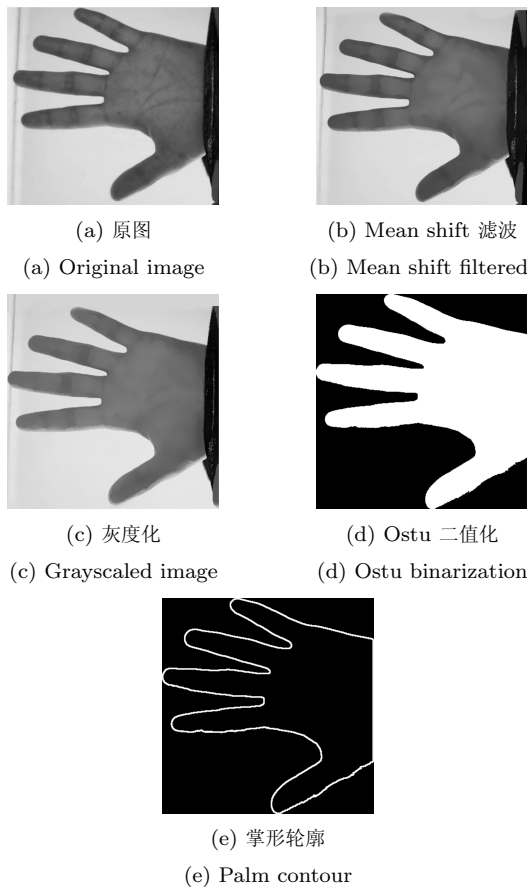 (a) 原图
(a) Original image
(b) Mean shift 滤波
(b) Mean shift filtered
(c) 灰度化
(c) Grayscaled image
(d) Ostu 二值化
(d) Ostu binarization
(e) 掌形轮廓
(e) Palm contour